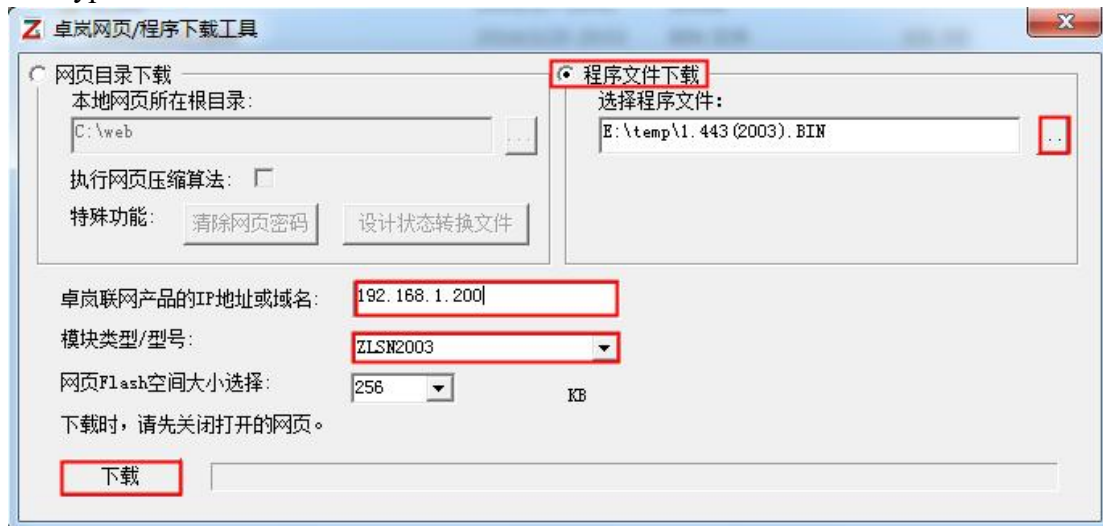 卓岚网页/程序下载工具
网页目录下载
本地网页所在根目录:
C:\web
...
执行网页压缩算法:
特殊功能:
清除网页密码
设计状态转换文件
程序文件下载
选择程序文件:
E:\temp\1.443(2003).BIN
..
卓岚联网产品的IP地址或域名:
192.168.1.200
模块类型/型号:
ZLSN2003
网页Flash空间大小选择:
256
KB
下载时,请先关闭打开的网页。
下载